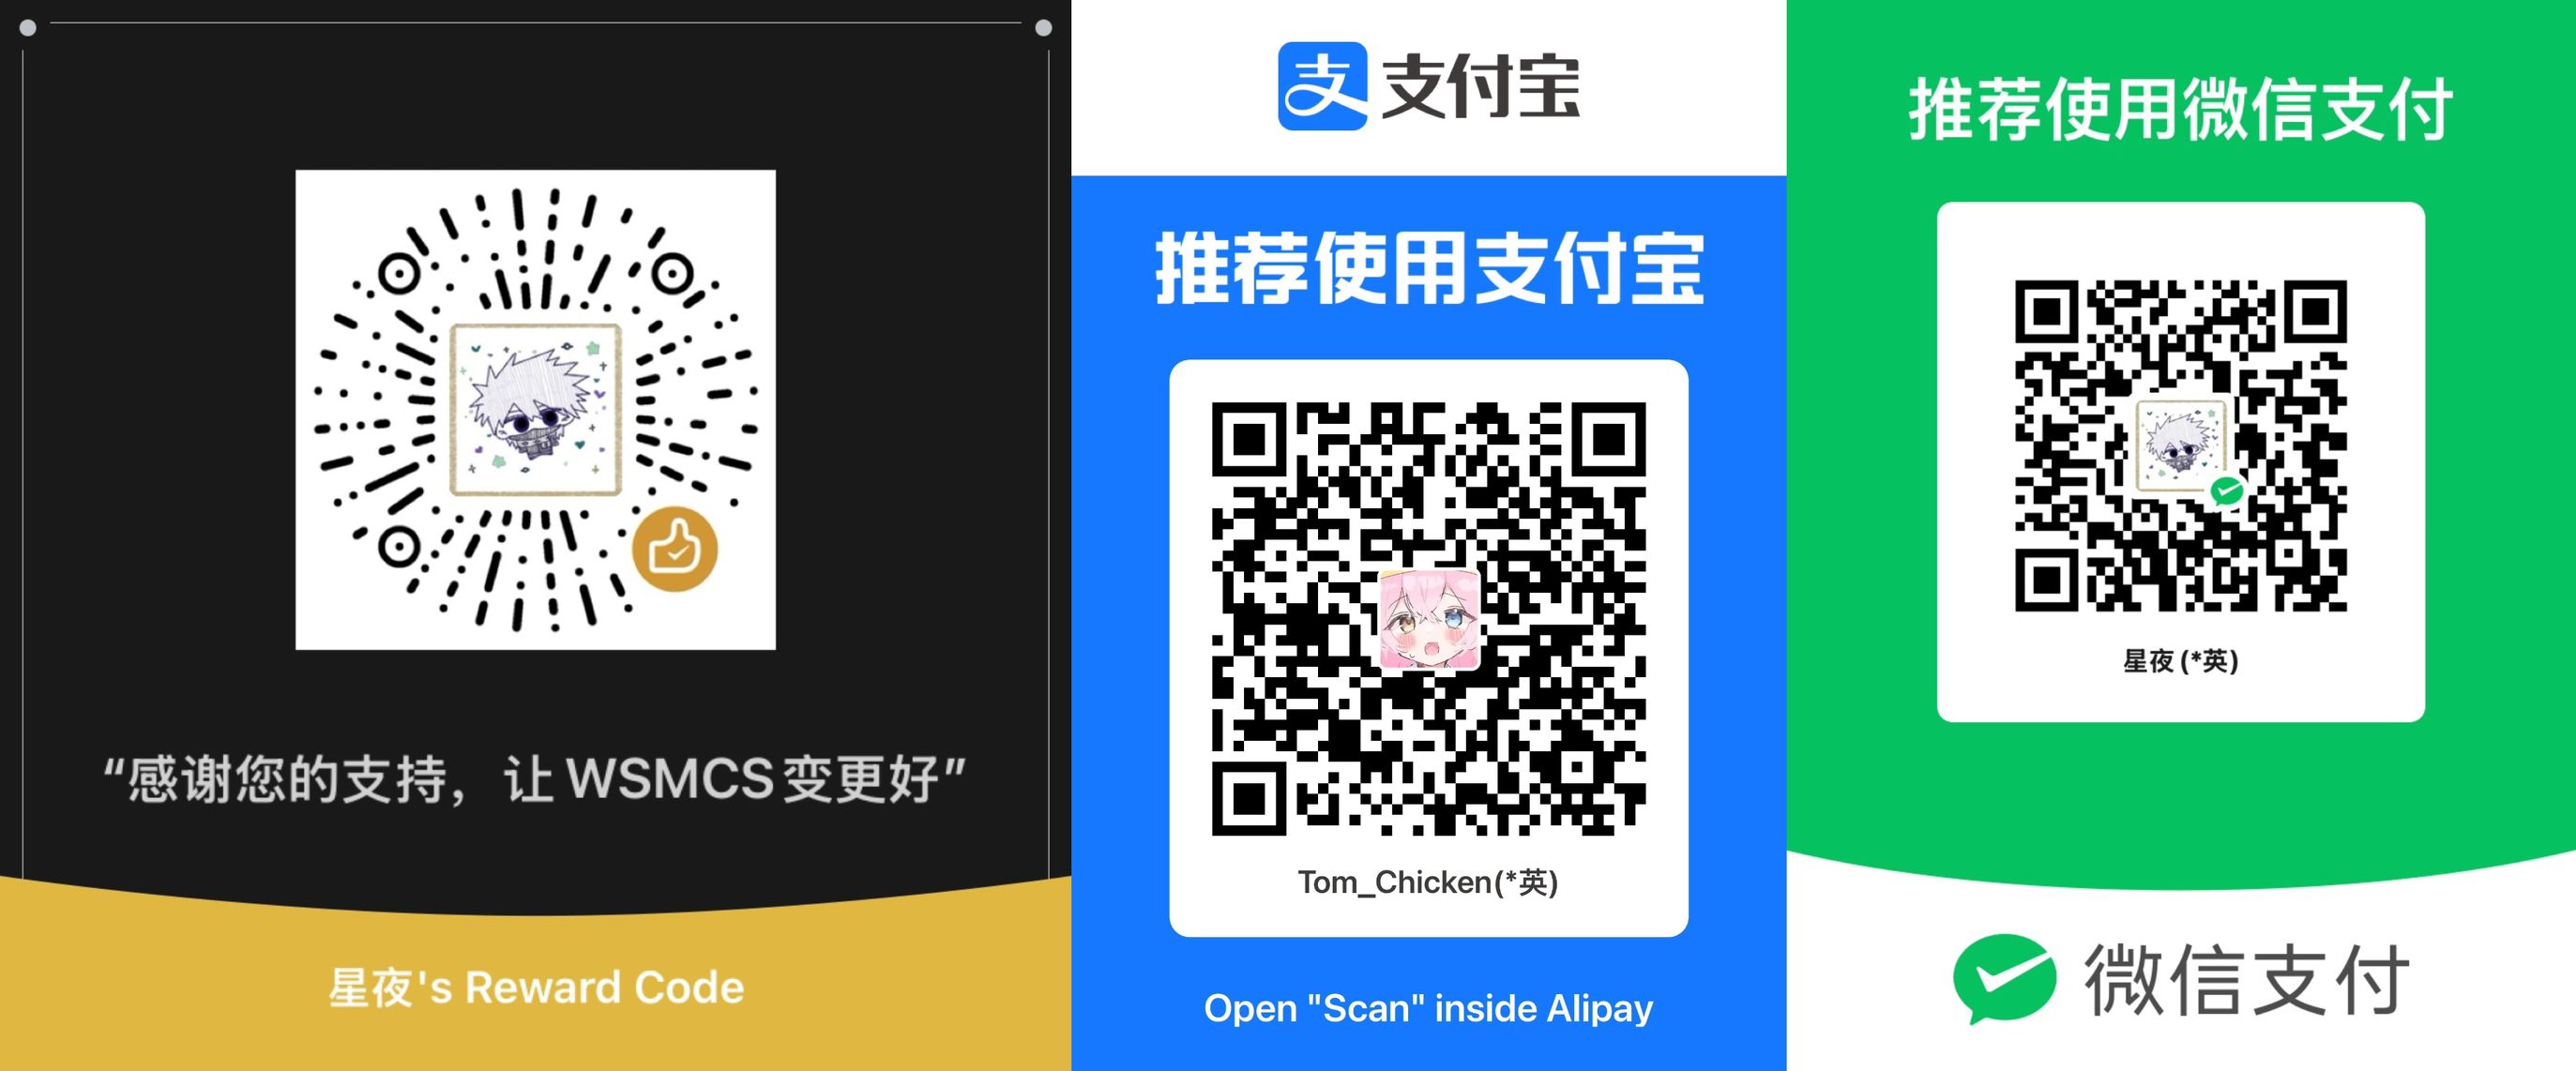 “感谢您的支持，让 WSMCS 变更好”
星夜's Reward Code
支 支付宝
推荐使用支付宝
Tom_Chicken(*英)
Open "Scan" inside Alipay
推荐使用微信支付
星夜 (*英)
微信支付